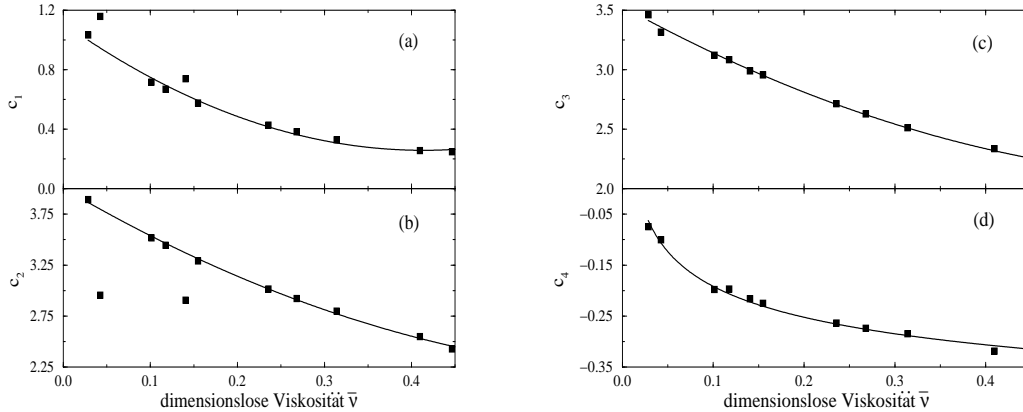 1.2
0.8
0.4
0.0
c1
(a)
3.75
3.25
2.75
2.25
c2
(b)
0.0 0.1 0.2 0.3 0.4
dimensionslose Viskosität ν̄
3.5
3.0
2.5
2.0
c3
(c)
−0.05
−0.15
−0.25
−0.35
c4
(d)
0.0 0.1 0.2 0.3 0.4
dimensionslose Viskosität ν̄